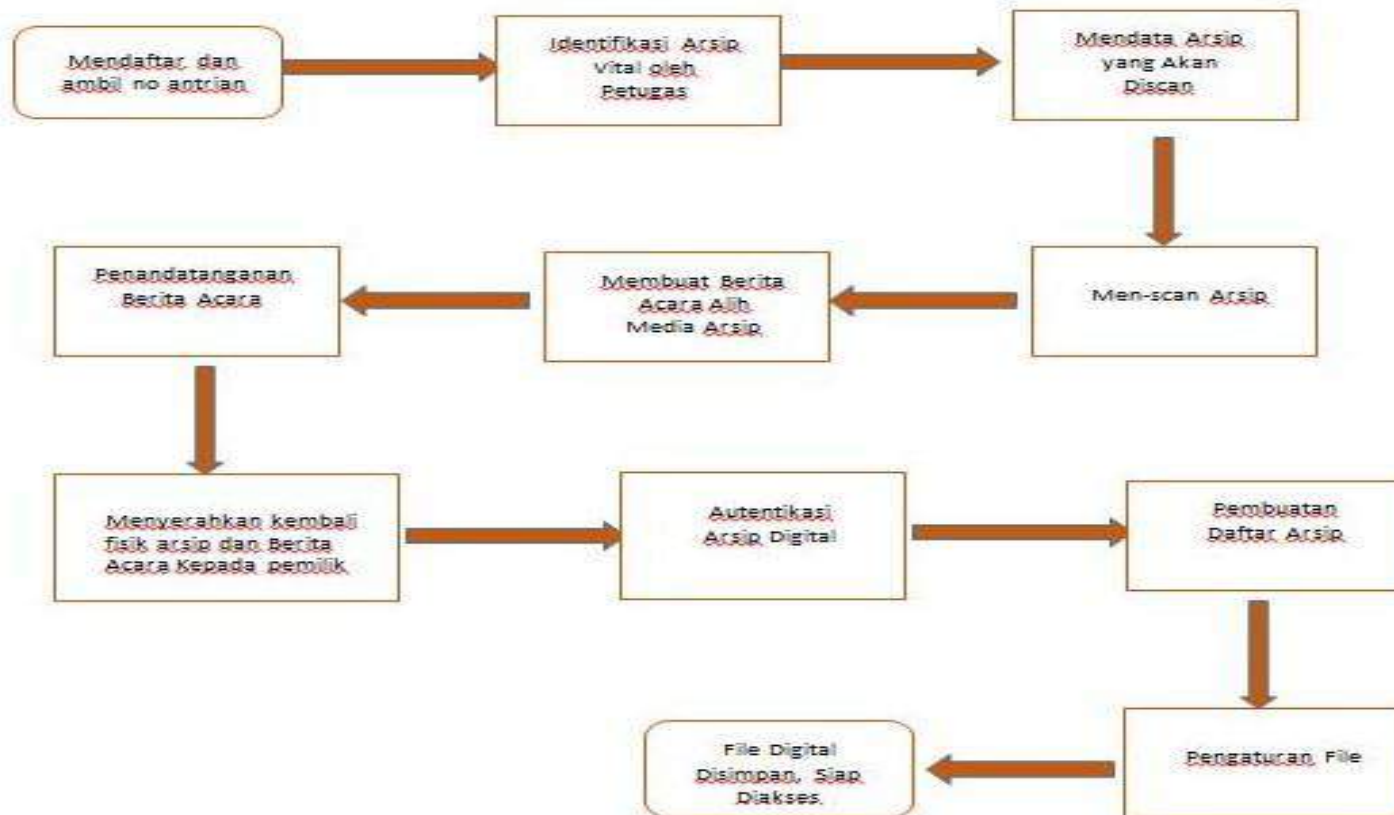 Mendaftar dan
ambil no antrian
Identifikasi Arsip
Vital oleh
Petugas
Mendata Arsip
yang Akan
Discan
Men-scan Arsip
Membuat Berita
Acara Alih
Media Arsip
Penandatanganan
Berita Acara
Menyerahkan kembali
fisik arsip dan Berita
Acara Kepada pemilik
Autentikasi
Arsip Digital
Pembuatan
Daftar Arsip
Pengaturan File
File Digital
Disimpan, Siap
Diakses.